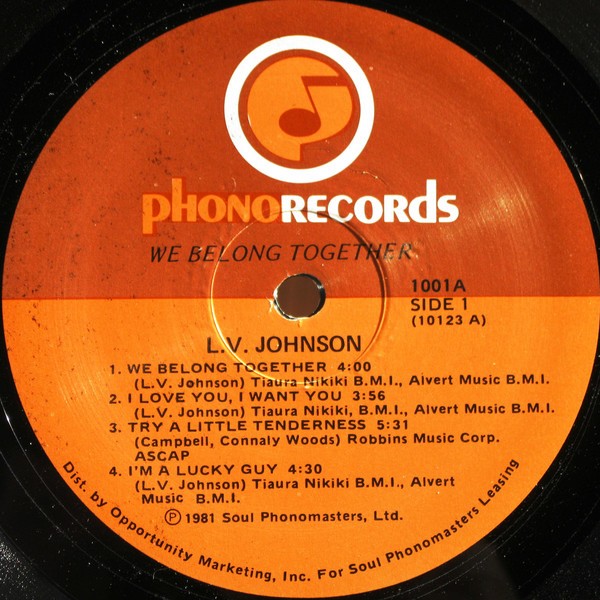 phonorecords
WE BELONG TOGETHER
1001A
SIDE 1
(10123 A)
L.V. JOHNSON
1. WE BELONG TOGETHER 4:00
(L.V. Johnson) Tiaura Nikiki B.M.I., Alvert Music B.M.I.
2. I LOVE YOU, I WANT YOU 3:56
(L.V. Johnson) Tiaura Nikiki, B.M.I., Alvert Music B.M.I.
3. TRY A LITTLE TENDERNESS 5:31
(Campbell, Connaly Woods) Robbins Music Corp.
ASCAP
4. I'M A LUCKY GUY 4:30
(L.V. Johnson) Tiaura Nikiki B.M.I., Alvert
Music B.M.I.
Ⓟ 1981 Soul Phonomasters, Ltd.
Dist. by Opportunity Marketing, Inc. For Soul Phonomasters Leasing